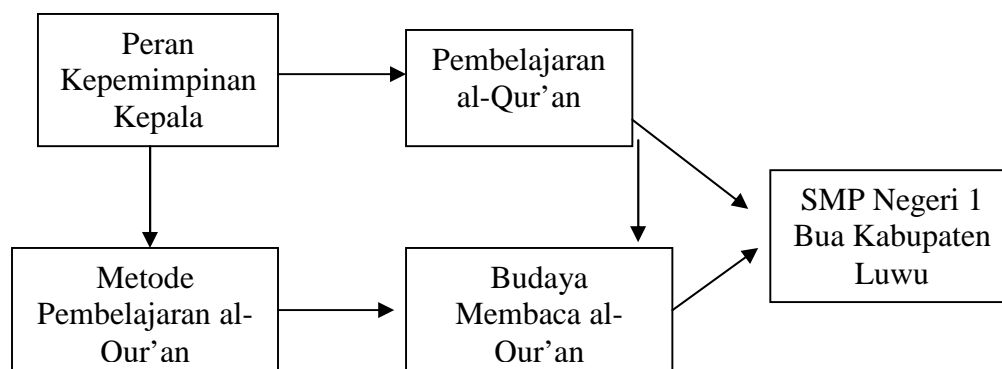 Peran
Kepemimpinan
Kepala
Pembelajaran
al-Qur’an
SMP Negeri 1
Bua Kabupaten
Luwu
Metode
Pembelajaran al-
Qur’an
Budaya
Membaca al-
Qur’an